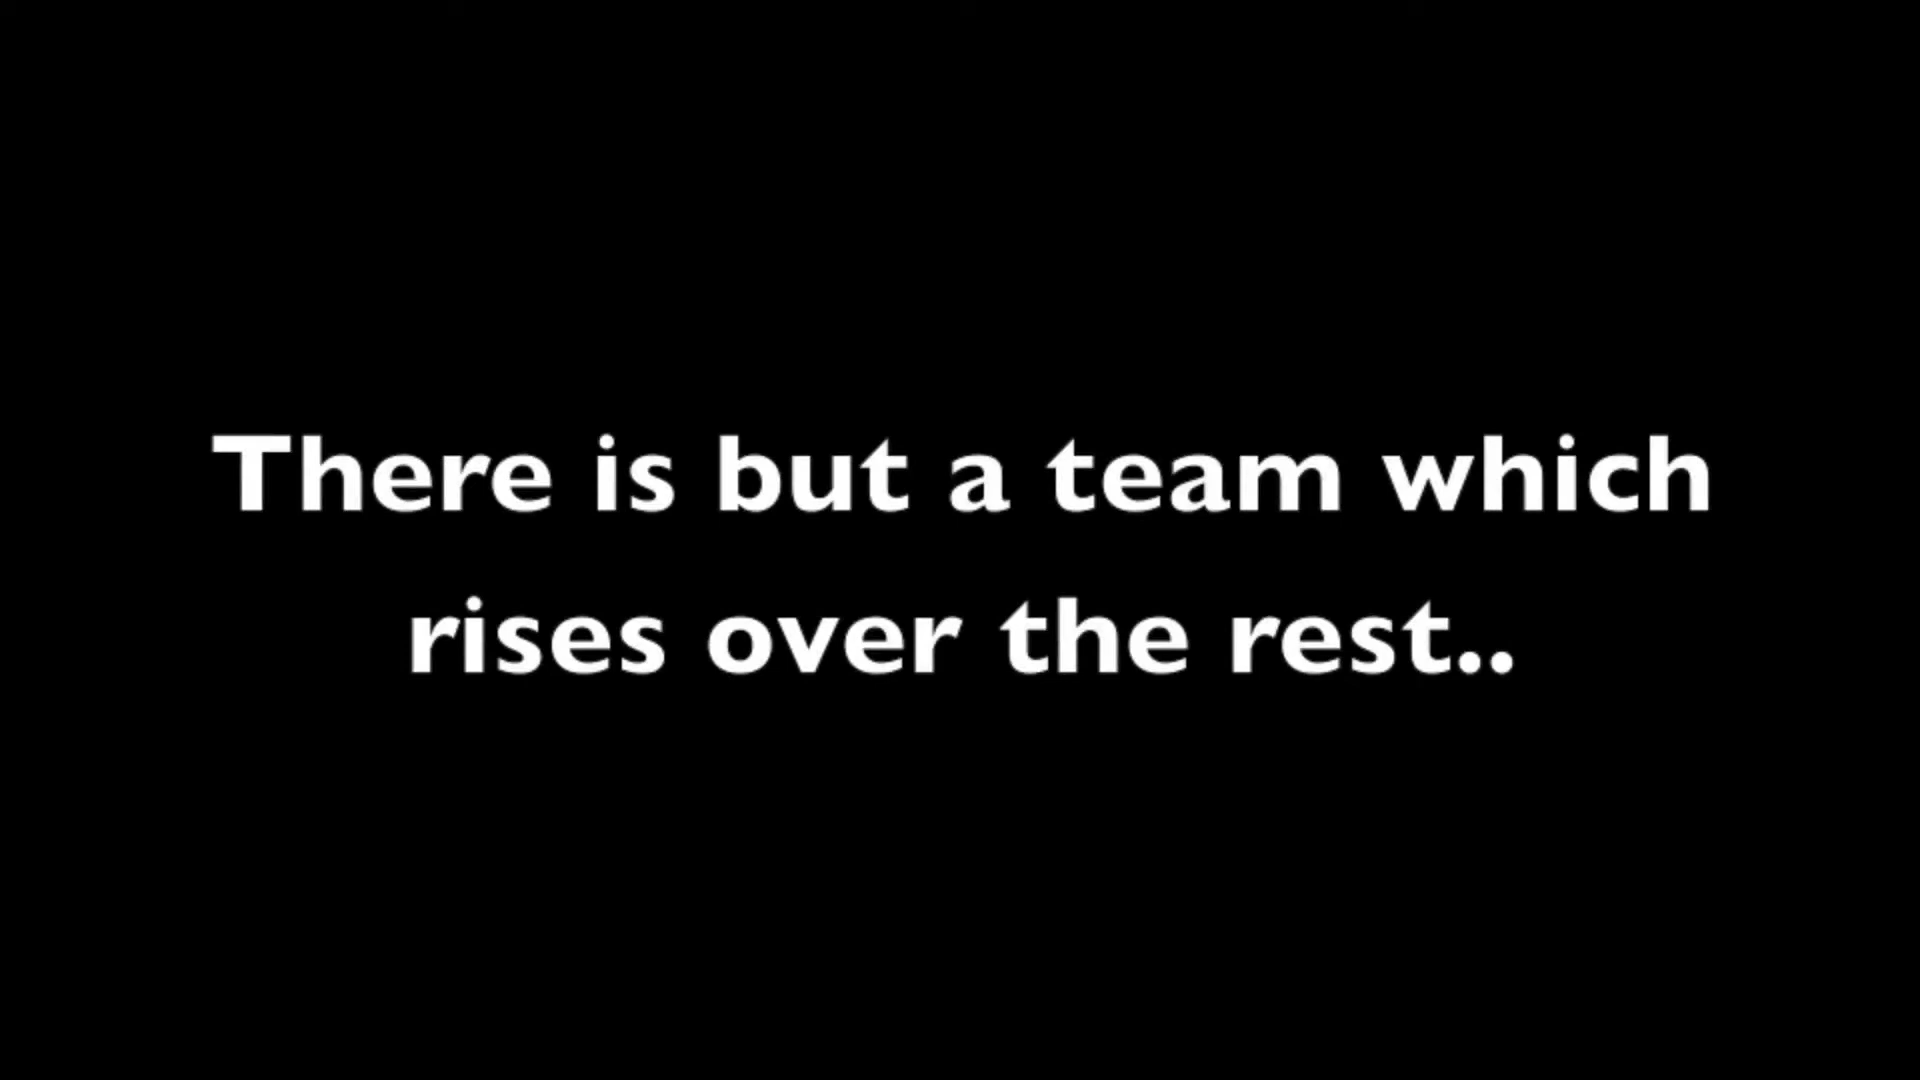 There is but a team which
rises over the rest..